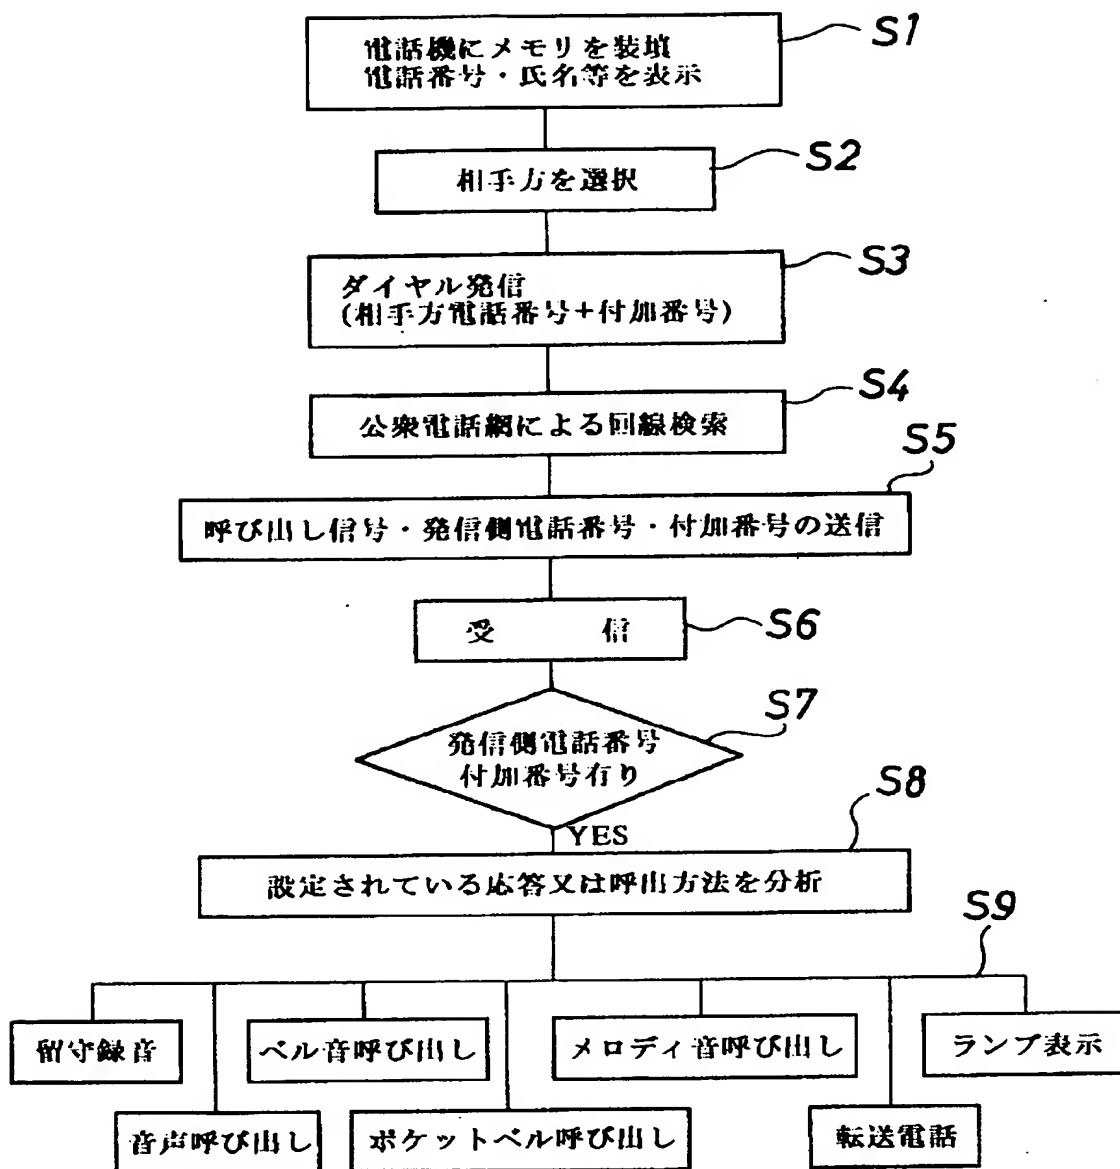 電話機にメモリを装填
電話番号・氏名等を表示
S1
相手方を選択
S2
ダイヤル発信
(相手方電話番号+付加番号)
S3
公衆電話網による回線検索
S4
呼び出し信号・発信側電話番号・付加番号の送信
S5
受 信
S6
発信側電話番号
付加番号有り
S7
YES
設定されている応答又は呼出方法を分析
S8
S9
留守録音
ベル音呼び出し
メロディ音呼び出し
ランプ表示
音声呼び出し
ポケットベル呼び出し
転送電話